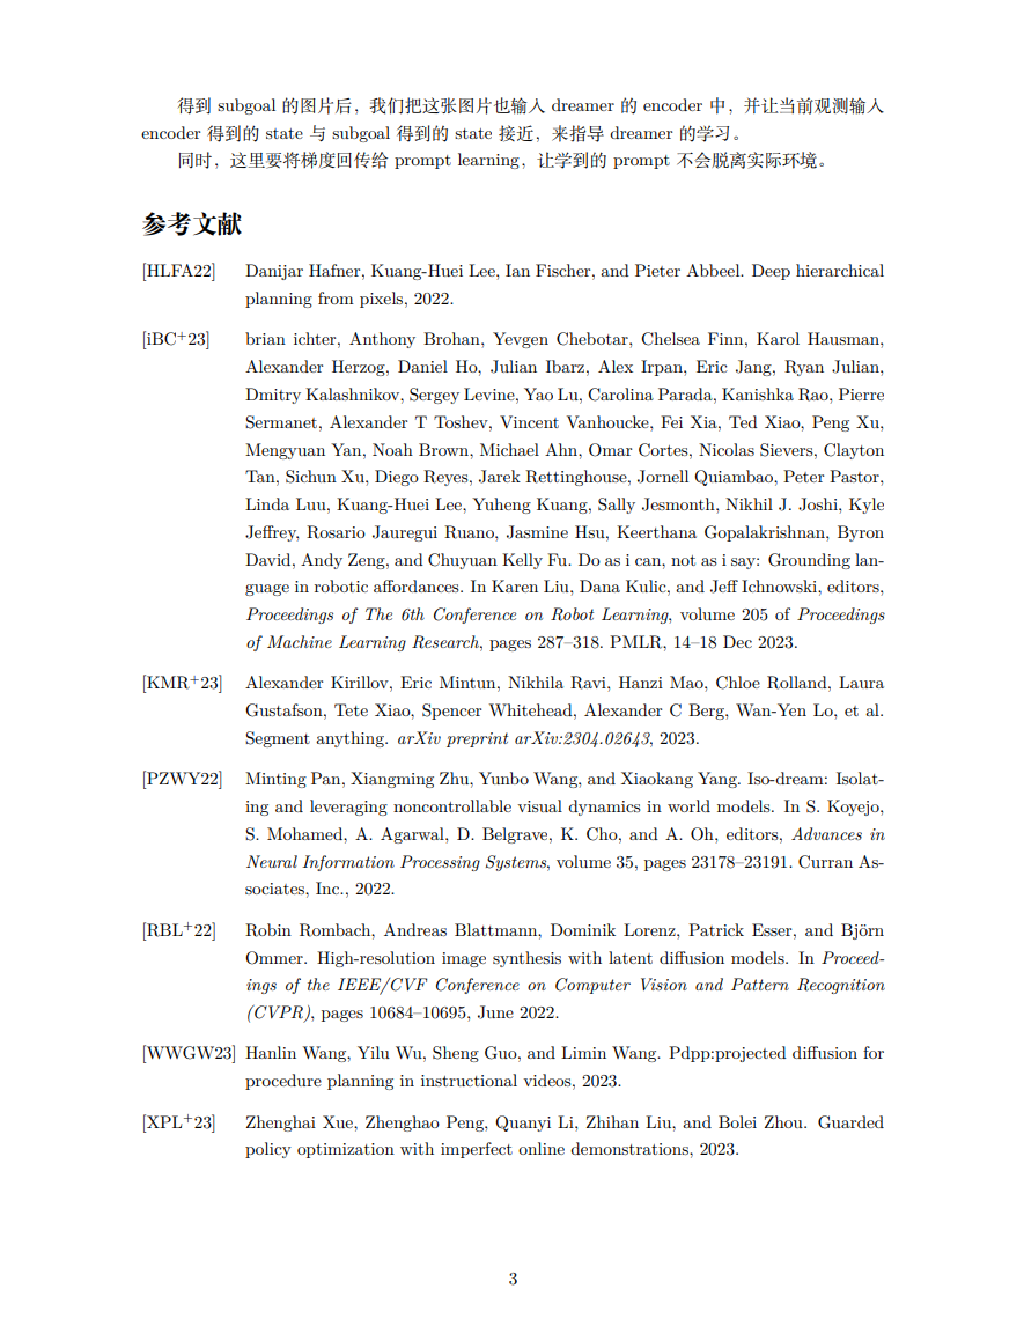 得到 subgoal 的图片后，我们把这张图片也输入 dreamer 的 encoder 中，并让当前观测输入
encoder 得到的 state 与 subgoal 得到的 state 接近，来指导 dreamer 的学习。
同时，这里要将梯度回传给 prompt learning，让学到的 prompt 不会脱离实际环境。
参考文献
[HLFA22] Danijar Hafner, Kuang-Huei Lee, Ian Fischer, and Pieter Abbeel. Deep hierarchical
planning from pixels, 2022.
[iBC+23] brian ichter, Anthony Brohan, Yevgen Chebotar, Chelsea Finn, Karol Hausman,
Alexander Herzog, Daniel Ho, Julian Ibarz, Alex Irpan, Eric Jang, Ryan Julian,
Dmitry Kalashnikov, Sergey Levine, Yao Lu, Carolina Parada, Kanishka Rao, Pierre
Sermanet, Alexander T Toshev, Vincent Vanhoucke, Fei Xia, Ted Xiao, Peng Xu,
Mengyuan Yan, Noah Brown, Michael Ahn, Omar Cortes, Nicolas Sievers, Clayton
Tan, Sichun Xu, Diego Reyes, Jarek Rettinghouse, Jornell Quiambao, Peter Pastor,
Linda Luu, Kuang-Huei Lee, Yuheng Kuang, Sally Jesmonth, Nikhil J. Joshi, Kyle
Jeffrey, Rosario Jauregui Ruano, Jasmine Hsu, Keerthana Gopalakrishnan, Byron
David, Andy Zeng, and Chuyuan Kelly Fu. Do as i can, not as i say: Grounding lan-
guage in robotic affordances. In Karen Liu, Dana Kulic, and Jeff Ichnowski, editors,
Proceedings of The 6th Conference on Robot Learning, volume 205 of Proceedings
of Machine Learning Research, pages 287–318. PMLR, 14–18 Dec 2023.
[KMR+23] Alexander Kirillov, Eric Mintun, Nikhila Ravi, Hanzi Mao, Chloe Rolland, Laura
Gustafson, Tete Xiao, Spencer Whitehead, Alexander C Berg, Wan-Yen Lo, et al.
Segment anything. arXiv preprint arXiv:2304.02643, 2023.
[PZWY22] Minting Pan, Xiangming Zhu, Yunbo Wang, and Xiaokang Yang. Iso-dream: Isolat-
ing and leveraging noncontrollable visual dynamics in world models. In S. Koyejo,
S. Mohamed, A. Agarwal, D. Belgrave, K. Cho, and A. Oh, editors, Advances in
Neural Information Processing Systems, volume 35, pages 23178–23191. Curran As-
sociates, Inc., 2022.
[RBL+22] Robin Rombach, Andreas Blattmann, Dominik Lorenz, Patrick Esser, and Björn
Ommer. High-resolution image synthesis with latent diffusion models. In Proceed-
ings of the IEEE/CVF Conference on Computer Vision and Pattern Recognition
(CVPR), pages 10684–10695, June 2022.
[WWGW23] Hanlin Wang, Yilu Wu, Sheng Guo, and Limin Wang. Pdpp:projected diffusion for
procedure planning in instructional videos, 2023.
[XPL+23] Zhenghai Xue, Zhenghao Peng, Quanyi Li, Zhihan Liu, and Bolei Zhou. Guarded
policy optimization with imperfect online demonstrations, 2023.
3